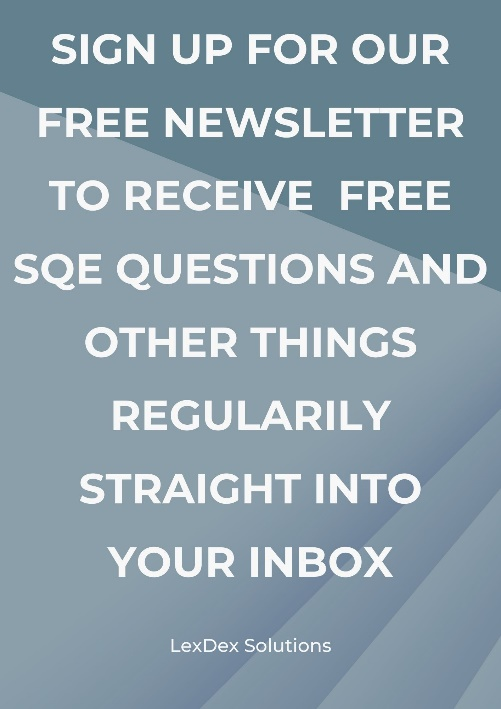 SIGN UP FOR OUR
FREE NEWSLETTER
TO RECEIVE  FREE
SQE QUESTIONS AND
OTHER THINGS
REGULARILY
STRAIGHT INTO
YOUR INBOX
LexDex Solutions